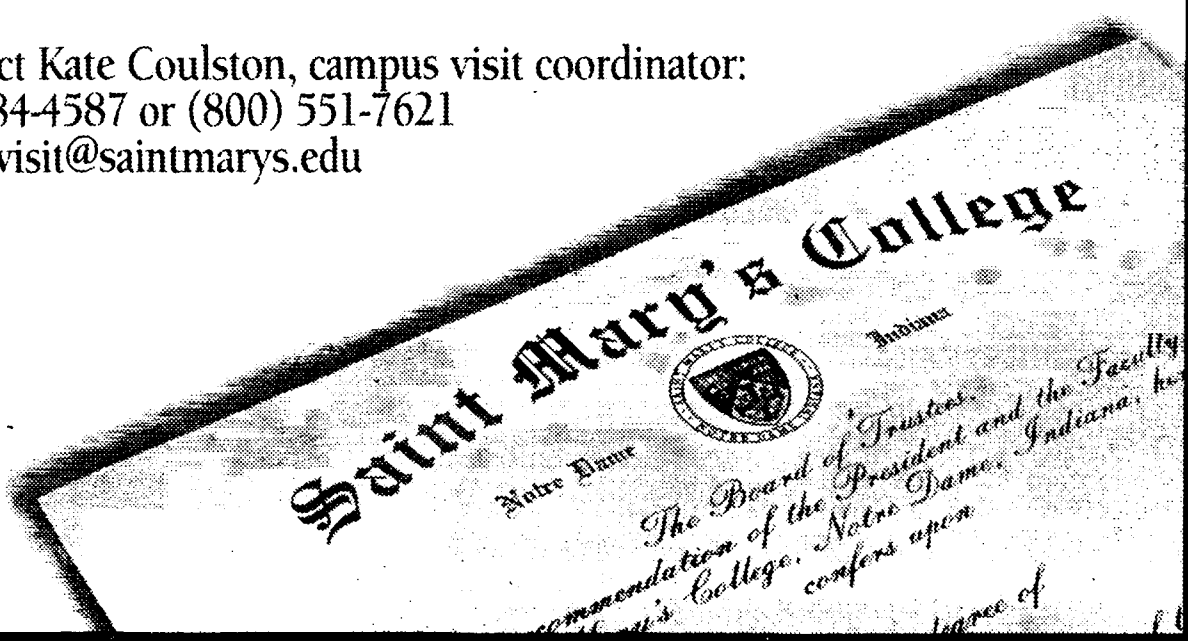 ct Kate Coulston, campus visit coordinator:
84-4587 or (800) 551-7621
visit@saintmarys.edu
Saint Mary's College
Notre Dame
Indiana
The Board of Trustees,
ommendation of the President and the Faculty
College, Notre Dame, Indiana, he
confers upon
degree of